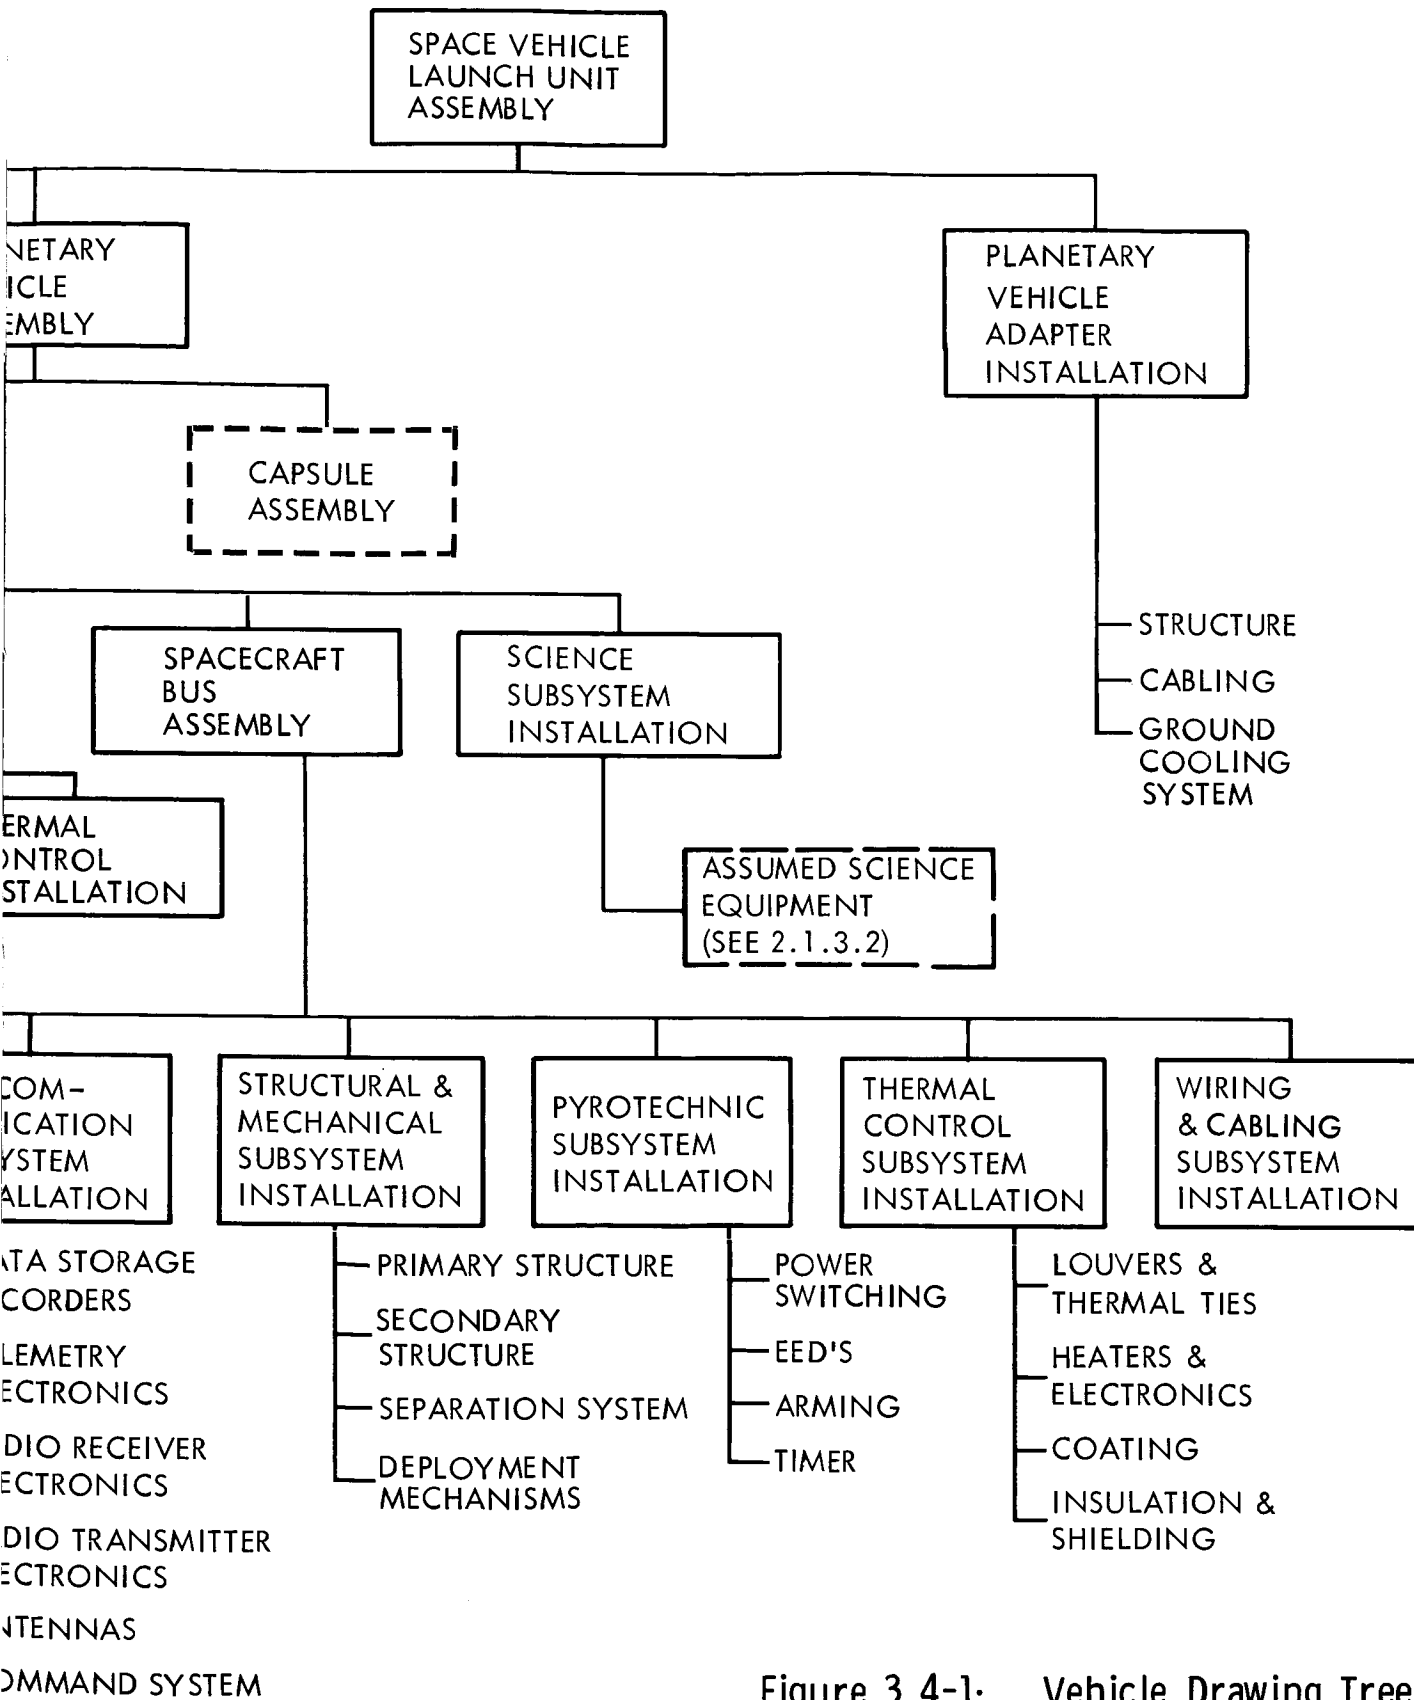 SPACE VEHICLE
LAUNCH UNIT
ASSEMBLY
PLANETARY
VEHICLE
ADAPTER
INSTALLATION
CAPSULE
ASSEMBLY
STRUCTURE
CABLING
GROUND
COOLING
SYSTEM
SPACECRAFT
BUS
ASSEMBLY
SCIENCE
SUBSYSTEM
INSTALLATION
ASSUMED SCIENCE
EQUIPMENT
(SEE 2.1.3.2)
STRUCTURAL &
MECHANICAL
SUBSYSTEM
INSTALLATION
PRIMARY STRUCTURE
SECONDARY
STRUCTURE
SEPARATION SYSTEM
DEPLOYMENT
MECHANISMS
PYROTECHNIC
SUBSYSTEM
INSTALLATION
POWER
SWITCHING
EED'S
ARMING
TIMER
THERMAL
CONTROL
SUBSYSTEM
INSTALLATION
LOUVERS &
THERMAL TIES
HEATERS &
ELECTRONICS
COATING
INSULATION &
SHIELDING
WIRING
& CABLING
SUBSYSTEM
INSTALLATION
STORAGE
RECEIVER
TRANSMITTER
SYSTEM
Figure 3.4-1: Vehicle Drawing Tree